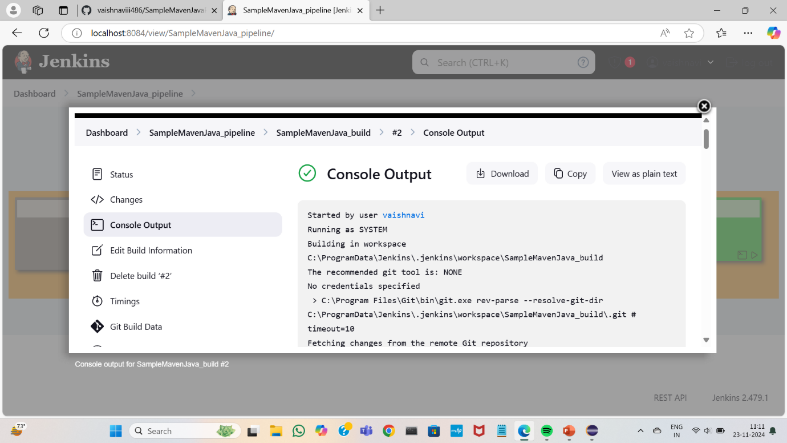 vaishnaviii486/SampleMavenJava
SampleMavenJava_pipeline [Jenk
localhost:8084/view/SampleMavenJava_pipeline/
Jenkins
Search (CTRL+K)
1
Dashboard
SampleMavenJava_pipeline
Dashboard
SampleMavenJava_pipeline
SampleMavenJava_build
#2
Console Output
Status
Changes
Console Output
Edit Build Information
Delete build '#2'
Timings
Git Build Data
Console Output
Download
Copy
View as plain text
Started by user vaishnavi
Running as SYSTEM
Building in workspace
C:\ProgramData\Jenkins\.jenkins\workspace\SampleMavenJava_build
The recommended git tool is: NONE
No credentials specified
> C:\Program Files\Git\bin\git.exe rev-parse --resolve-git-dir
C:\ProgramData\Jenkins\.jenkins\workspace\SampleMavenJava_build\.git #
timeout=10
Fetching changes from the remote Git repository
Console output for SampleMavenJava_build #2
REST API
Jenkins 2.479.1
73°
Search
ENG
IN
11:11
23-11-2024